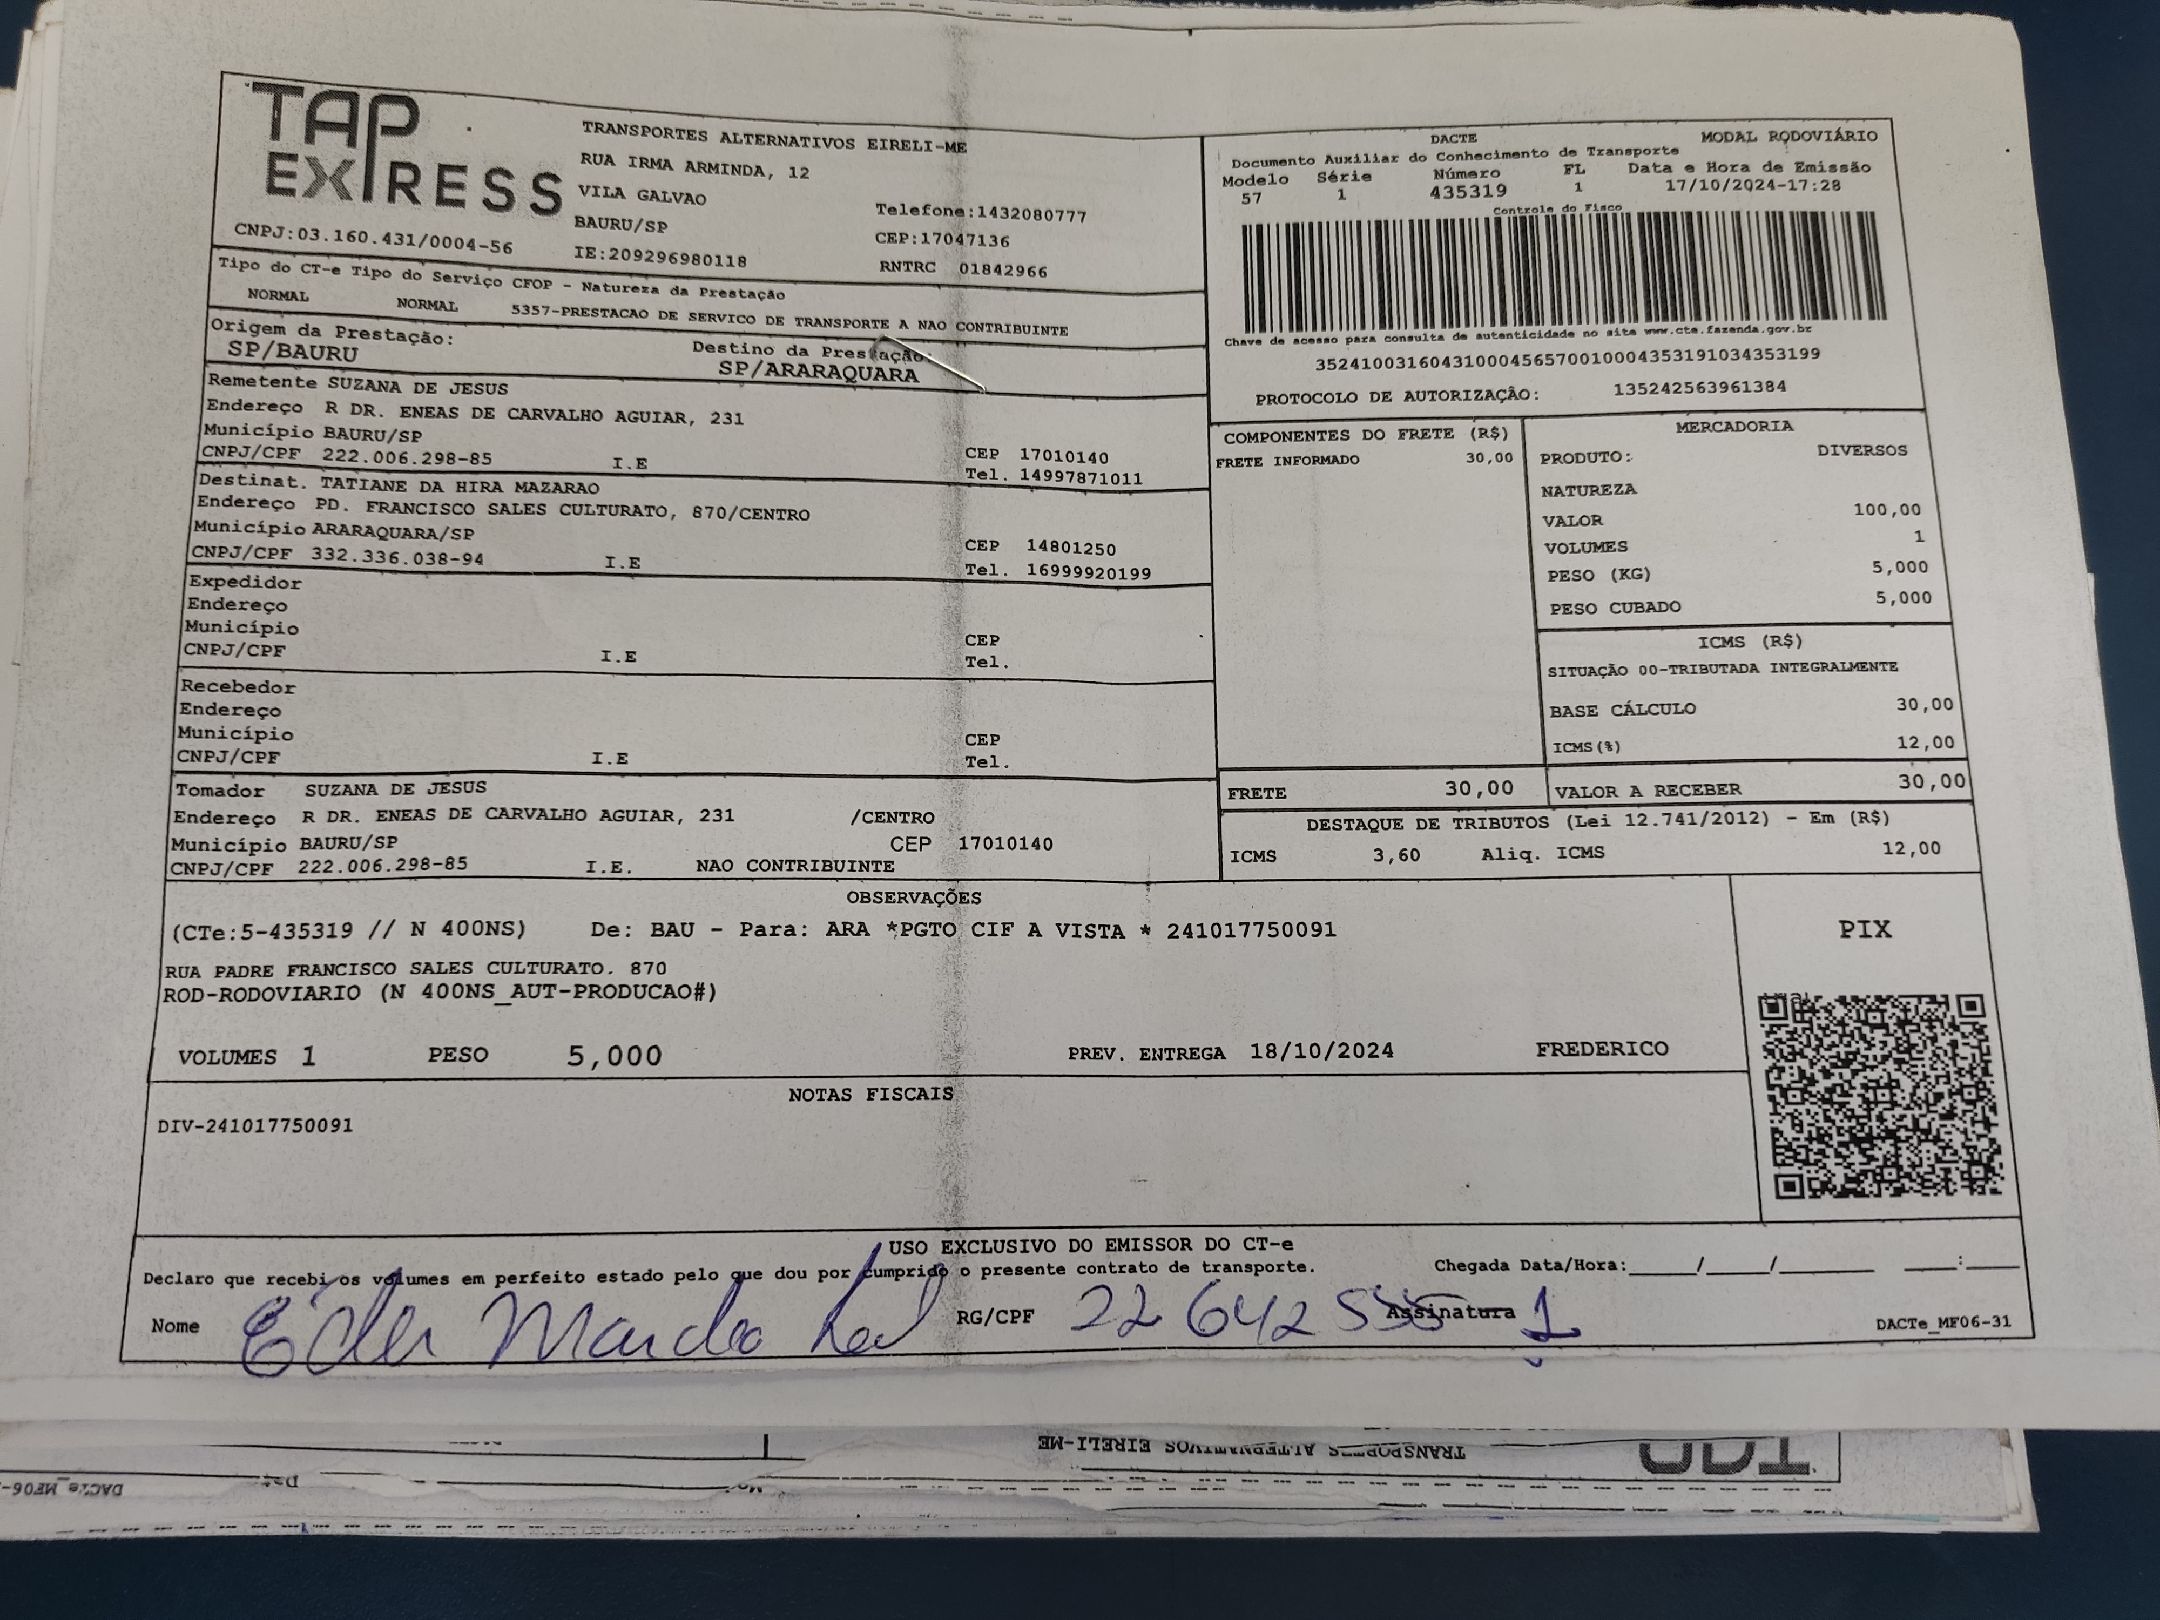 TAP
EXPRESS
TRANSPORTES ALTERNATIVOS EIRELI-ME
RUA IRMA ARMINDA, 12
VILA GALVAO
BAURU/SP Telefone:1432080777
CNPJ:03.160.431/0004-56 IE:209296980118 CEP:17047136
RNTRC 01842966
DACTE MODAL RODOVIÁRIO
Documento Auxiliar do Conhecimento de Transporte
Modelo Série Número FL Data e Hora de Emissão
57 1 435319 1 17/10/2024-17:28
Controle do Fisco
Chave de acesso para consulta de autenticidade no site www.cte.fazenda.gov.br
35241003160431000456570010004353191034353199
PROTOCOLO DE AUTORIZAÇÃO: 135242563961384
Tipo do CT-e Tipo do Serviço CFOP - Natureza da Prestação
NORMAL NORMAL 5357-PRESTACAO DE SERVICO DE TRANSPORTE A NAO CONTRIBUINTE
Origem da Prestação: Destino da Prestação:
SP/BAURU SP/ARARAQUARA
Remetente SUZANA DE JESUS
Endereço R DR. ENEAS DE CARVALHO AGUIAR, 231
Município BAURU/SP CEP 17010140
CNPJ/CPF 222.006.298-85 I.E Tel. 14997871011
Destinat. TATIANE DA HIRA MAZARAO
Endereço PD. FRANCISCO SALES CULTURATO, 870/CENTRO
Município ARARAQUARA/SP CEP 14801250
CNPJ/CPF 332.336.038-94 I.E Tel. 16999920199
Expedidor
Endereço
Município CEP
CNPJ/CPF I.E Tel.
Recebedor
Endereço
Município CEP
CNPJ/CPF I.E Tel.
Tomador SUZANA DE JESUS
Endereço R DR. ENEAS DE CARVALHO AGUIAR, 231 /CENTRO
Município BAURU/SP CEP 17010140
CNPJ/CPF 222.006.298-85 I.E. NAO CONTRIBUINTE
COMPONENTES DO FRETE (R$)
FRETE INFORMADO 30,00
MERCADORIA
PRODUTO: DIVERSOS
NATUREZA
VALOR 100,00
VOLUMES 1
PESO (KG) 5,000
PESO CUBADO 5,000
ICMS (R$)
SITUAÇÃO 00-TRIBUTADA INTEGRALMENTE
BASE CÁLCULO 30,00
ICMS(%) 12,00
FRETE 30,00 VALOR A RECEBER 30,00
DESTAQUE DE TRIBUTOS (Lei 12.741/2012) - Em (R$)
ICMS 3,60 Aliq. ICMS 12,00
OBSERVAÇÕES
(CTe:5-435319 // N 400NS) De: BAU - Para: ARA *PGTO CIF A VISTA * 241017750091
RUA PADRE FRANCISCO SALES CULTURATO. 870
ROD-RODOVIARIO (N 400NS_AUT-PRODUCAO#)
VOLUMES 1 PESO 5,000 PREV. ENTREGA 18/10/2024 FREDERICO
PIX
NOTAS FISCAIS
DIV-241017750091
USO EXCLUSIVO DO EMISSOR DO CT-e
Declaro que recebi os volumes em perfeito estado pelo que dou por cumprido o presente contrato de transporte. Chegada Data/Hora:____/____/______ ___:___
Nome Eder RG/CPF 22 642 555 Assinatura 1 DACTe_MF06-31
TRANSPORTES ALTERNATIVOS EIRELI-ME
DACTe_MF06-